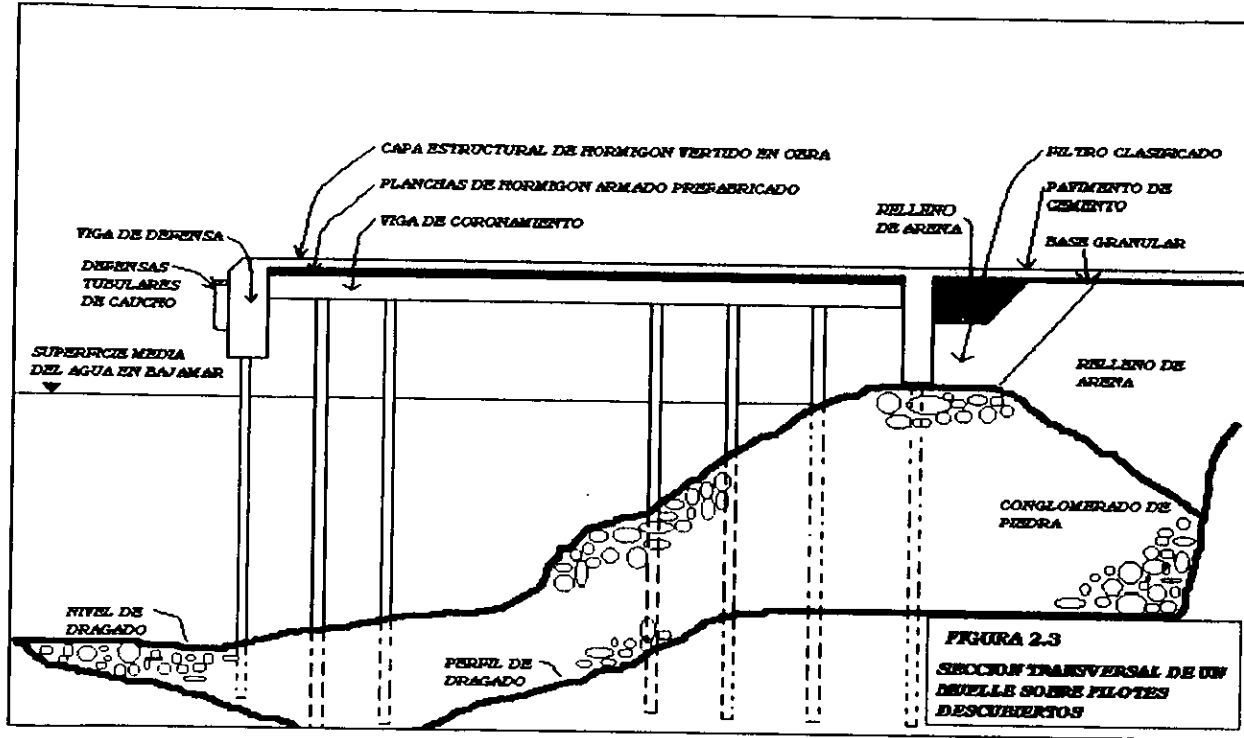 CAPA ESTRUCTURAL DE HORMIGON VERTIDO EN OBRA
PLANCHAS DE HORMIGON ARMADO PREFABRICADO
VIGA DE CORONAMIENTO
VIGA DE DEFENSA
DEFENSAS
TUBULARES
DE CAUCHO
SUPERFICIE MEDIA
DEL AGUA EN BAJAMAR
FILTRO CLASIFICADO
RELLENO
DE ARENA
PAVIMENTO DE
CEMENTO
BASE GRANULAR
RELLENO DE
ARENA
CONGLOMERADO DE
PIEDRA
NIVEL DE
DRAGADO
PERFIL DE
DRAGADO
FIGURA 2.3
SECCION TRANSVERSAL DE UN
MUELLE SOBRE PILOTES
DESCUBIERTOS